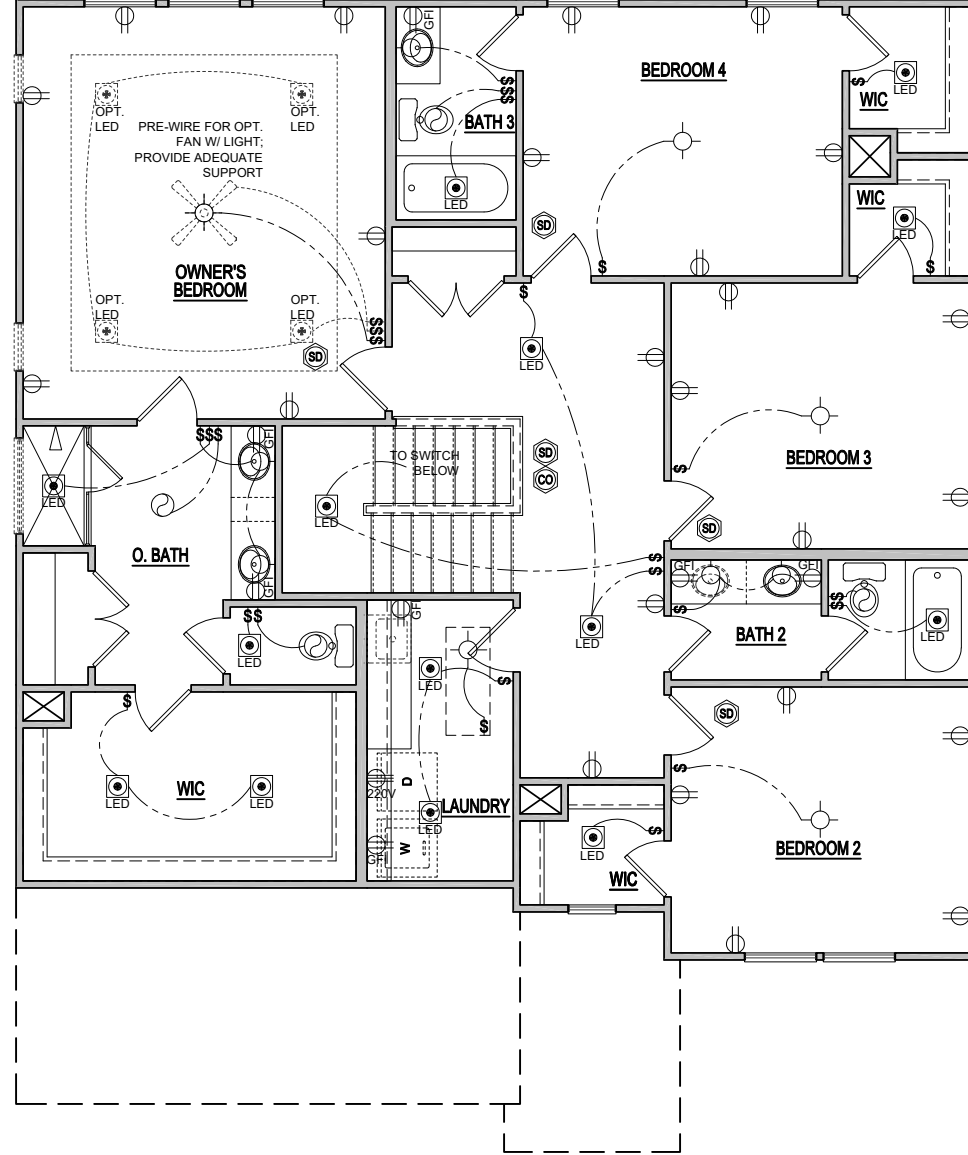 GFI
BEDROOM 4
LED
WIC
OPT.
LED
OPT.
LED
PRE-WIRE FOR OPT.
FAN W/ LIGHT;
PROVIDE ADEQUATE
SUPPORT
BATH 3
$
$
$
$
$
LED
WIC
LED
SD
OWNER'S
BEDROOM
$
$
$
OPT.
LED
OPT.
LED
$
$
$
SD
LED
$$$
GFI
TO SWITCH
BELOW
SD
CO
BEDROOM 3
$
LED
LED
SD
O. BATH
GFI
$
$
GFI
GFI
$
$
$
BATH 2
LED
GFI
$$
LED
LED
LED
$
$
SD
$
$
WIC
LED
LED
220V
D
LAUNDRY
LED
W
GFI
$
LED
WIC
BEDROOM 2